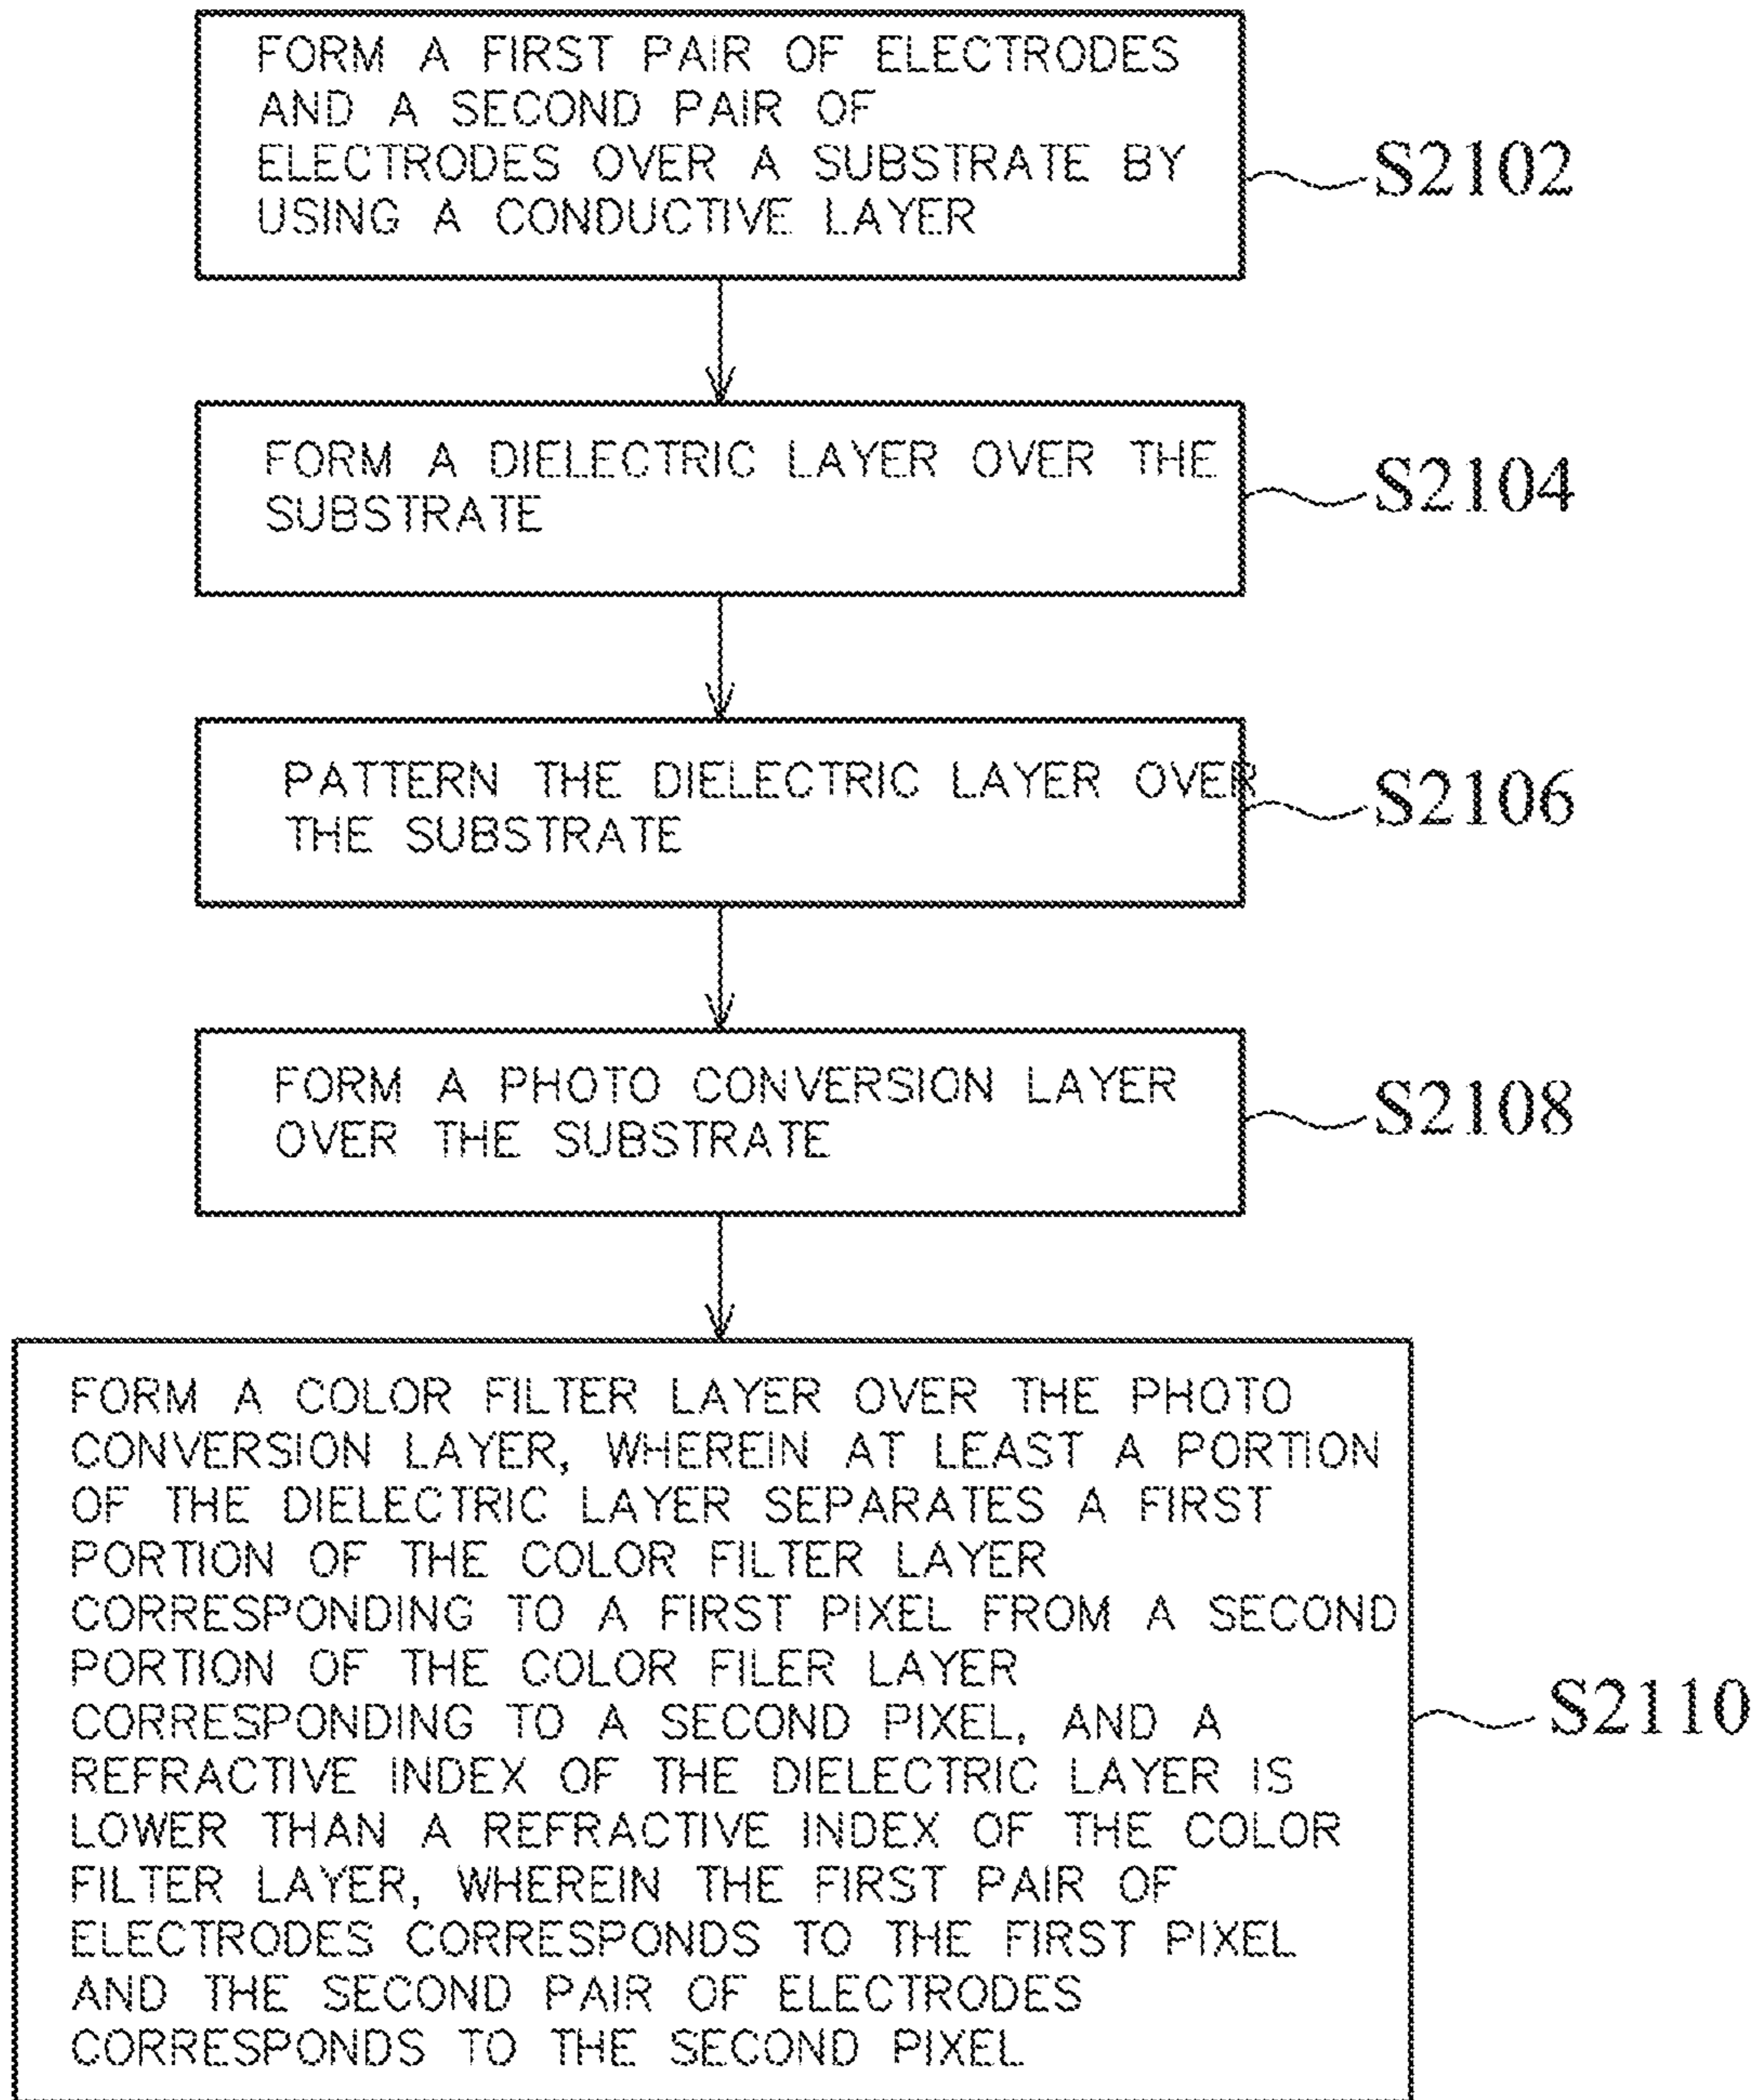 FORM A FIRST PAIR OF ELECTRODES
AND A SECOND PAIR OF
ELECTRODES OVER A SUBSTRATE BY
USING A CONDUCTIVE LAYER
S2102
FORM A DIELECTRIC LAYER OVER THE
SUBSTRATE
S2104
PATTERN THE DIELECTRIC LAYER OVER
THE SUBSTRATE
S2106
FORM A PHOTO CONVERSION LAYER
OVER THE SUBSTRATE
S2108
FORM A COLOR FILTER LAYER OVER THE PHOTO
CONVERSION LAYER, WHEREIN AT LEAST A PORTION
OF THE DIELECTRIC LAYER SEPARATES A FIRST
PORTION OF THE COLOR FILTER LAYER
CORRESPONDING TO A FIRST PIXEL FROM A SECOND
PORTION OF THE COLOR FILER LAYER
CORRESPONDING TO A SECOND PIXEL, AND A
REFRACTIVE INDEX OF THE DIELECTRIC LAYER IS
LOWER THAN A REFRACTIVE INDEX OF THE COLOR
FILTER LAYER, WHEREIN THE FIRST PAIR OF
ELECTRODES CORRESPONDS TO THE FIRST PIXEL
AND THE SECOND PAIR OF ELECTRODES
CORRESPONDS TO THE SECOND PIXEL
S2110